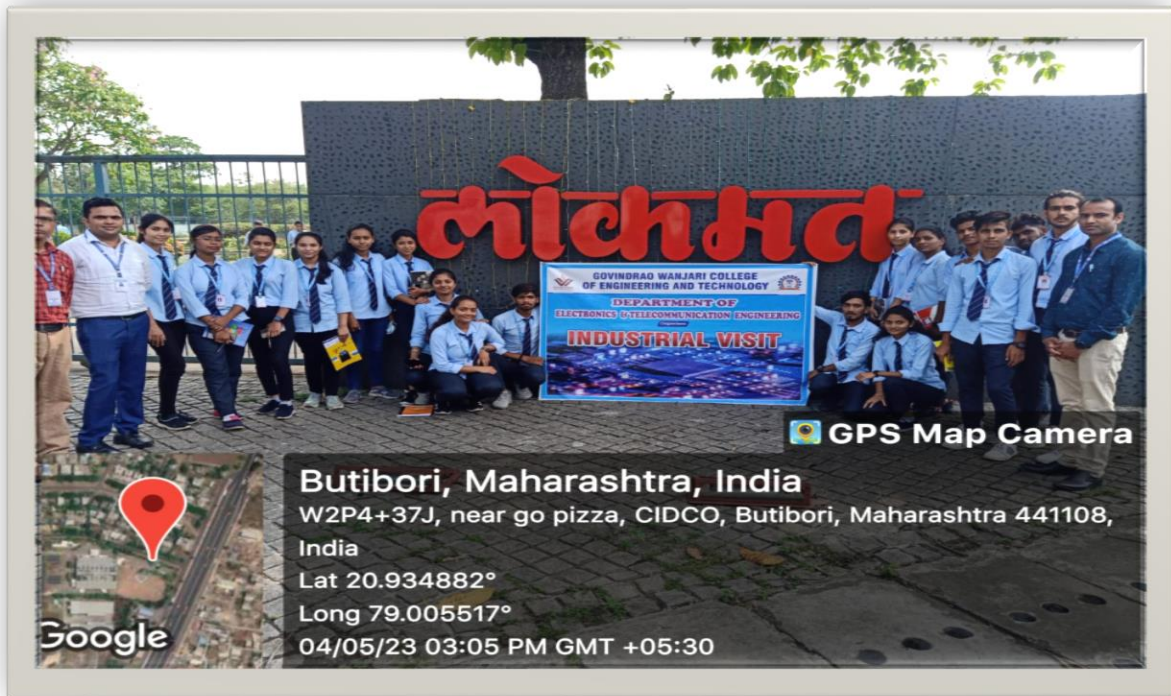 लोकमत
GOVINDRAO WANJARI COLLEGE
OF ENGINEERING AND TECHNOLOGY
DEPARTMENT OF
ELECTRONICS & TELECOMMUNICATION ENGINEERING
INDUSTRIAL VISIT
GPS Map Camera
Butibori, Maharashtra, India
W2P4+37J, near go pizza, CIDCO, Butibori, Maharashtra 441108,
India
Lat 20.934882°
Long 79.005517°
04/05/23 03:05 PM GMT +05:30
Google